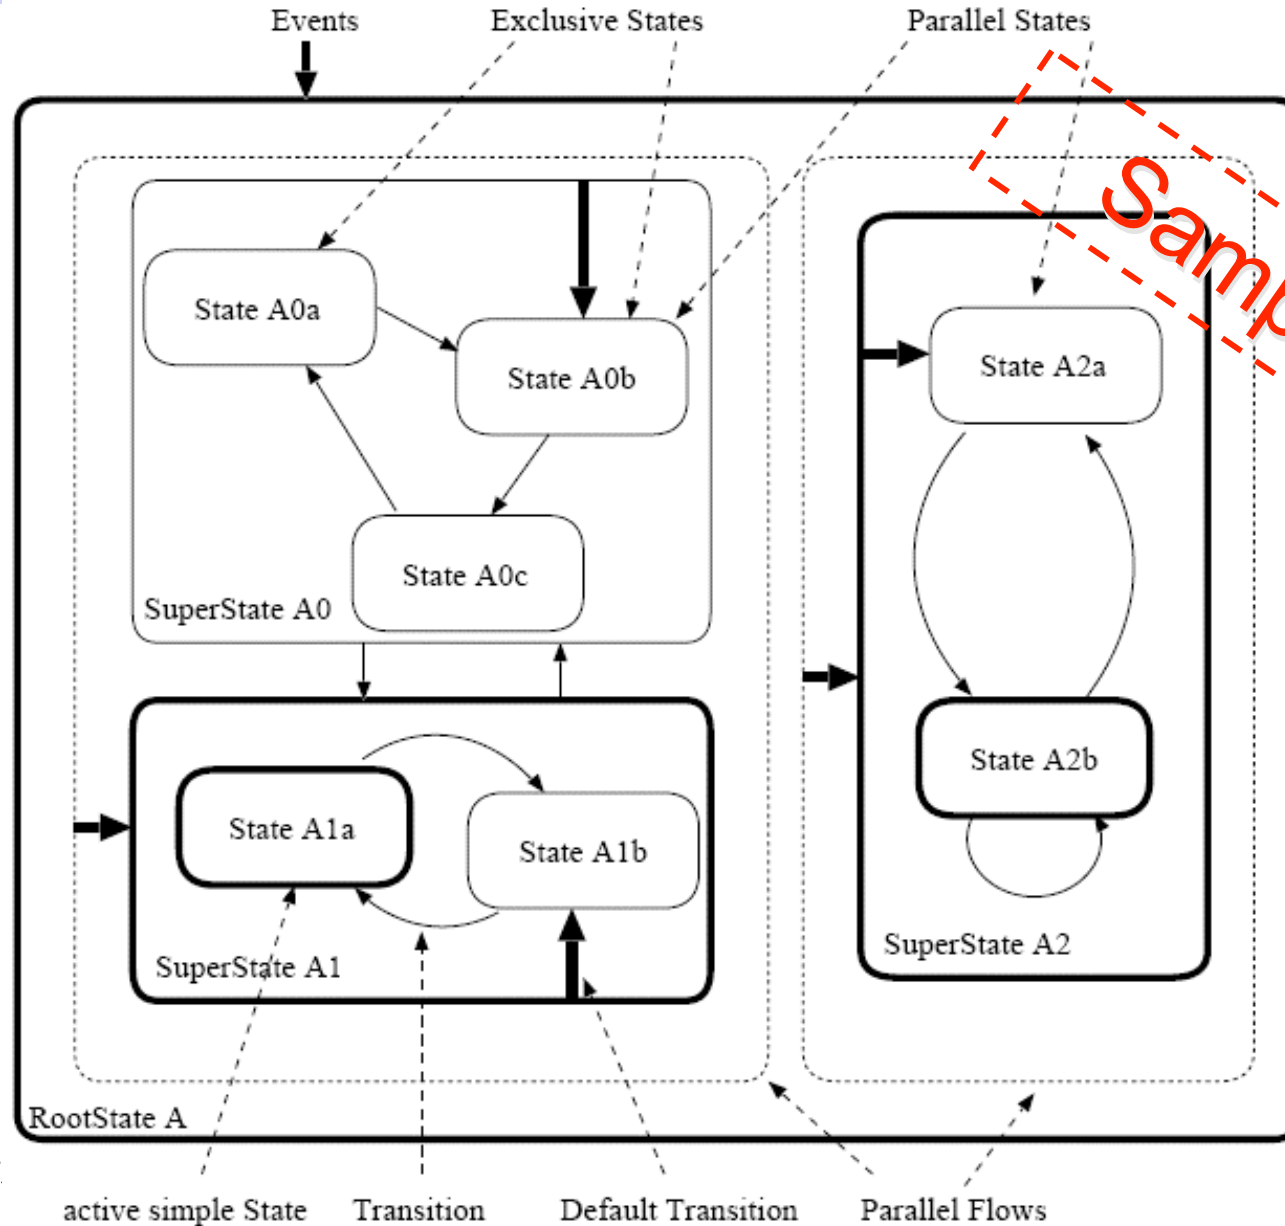 Events
Exclusive States
Parallel States
State A0a
State A0b
State A2a
State A0c
SuperState A0
State A2b
State A1a
State A1b
SuperState A2
SuperState A1
RootState A
active simple State
Transition
Default Transition
Parallel Flows